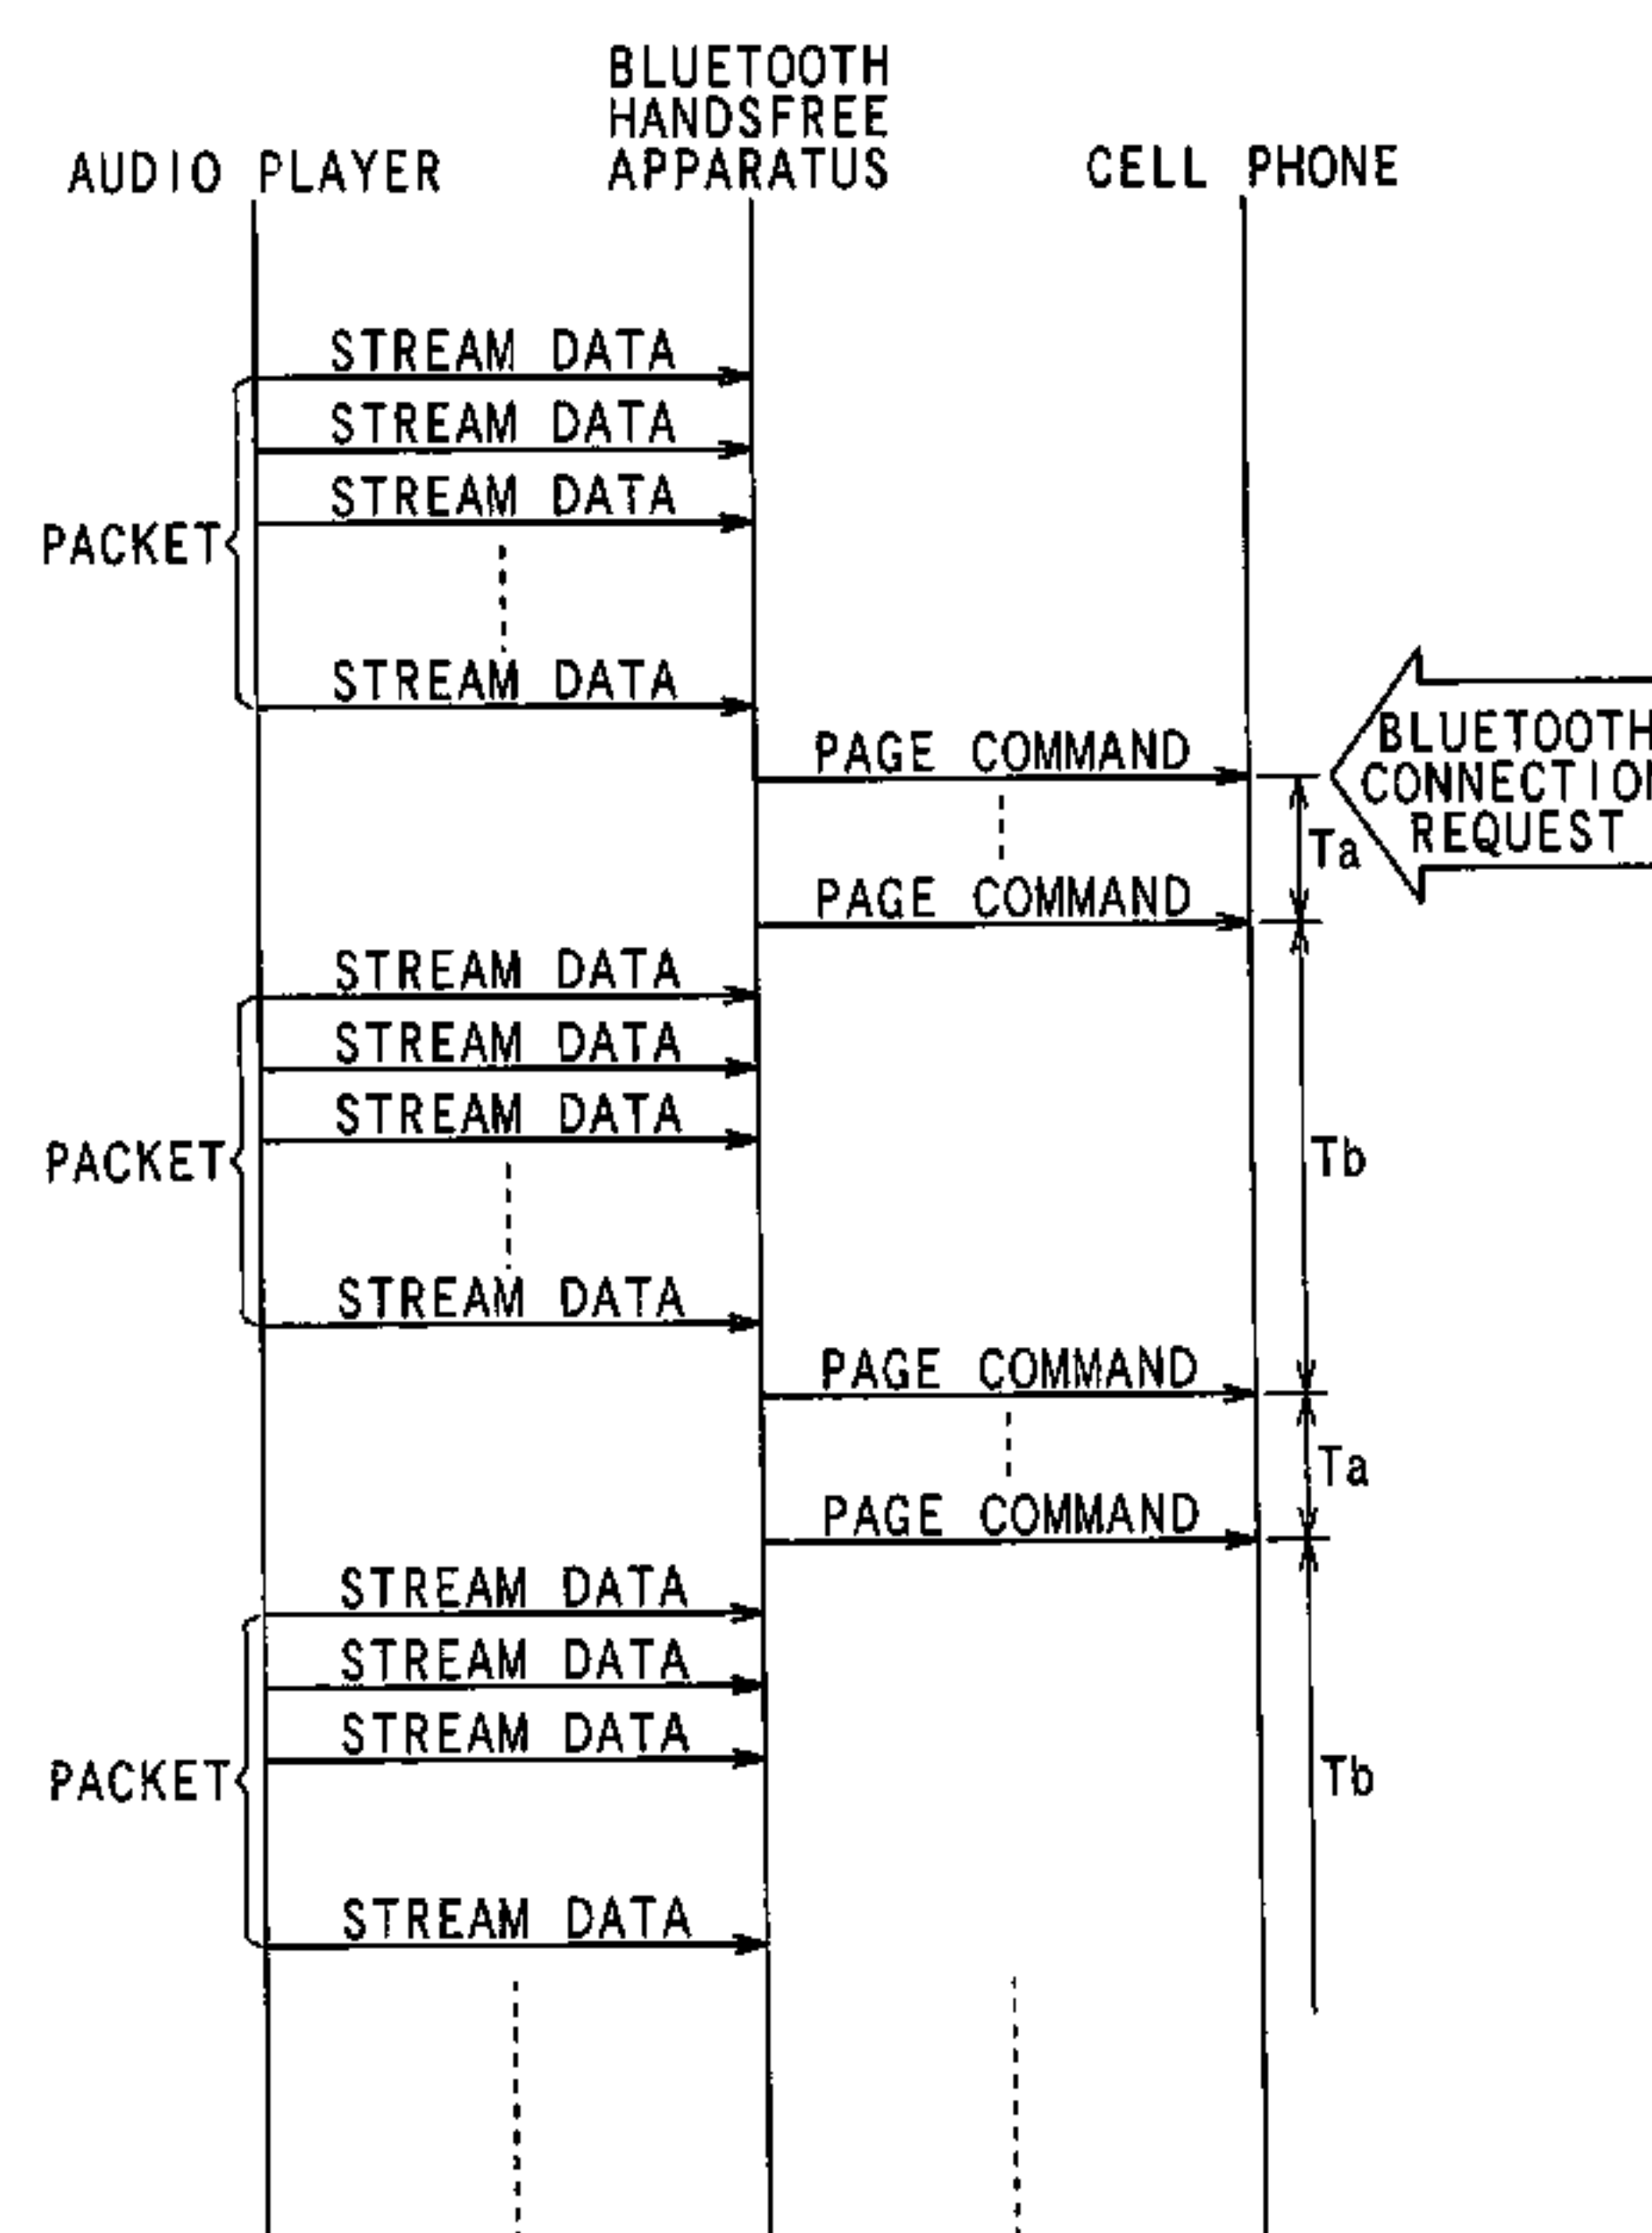 BLUETOOTH
HANDSFREE
APPARATUS
AUDIO PLAYER
CELL PHONE
STREAM DATA
STREAM DATA
STREAM DATA
PACKET
STREAM DATA
PAGE COMMAND
BLUETOOTH
CONNECTION
REQUEST
Ta
PAGE COMMAND
STREAM DATA
STREAM DATA
STREAM DATA
PACKET
Tb
STREAM DATA
PAGE COMMAND
Ta
PAGE COMMAND
STREAM DATA
STREAM DATA
STREAM DATA
PACKET
Tb
STREAM DATA